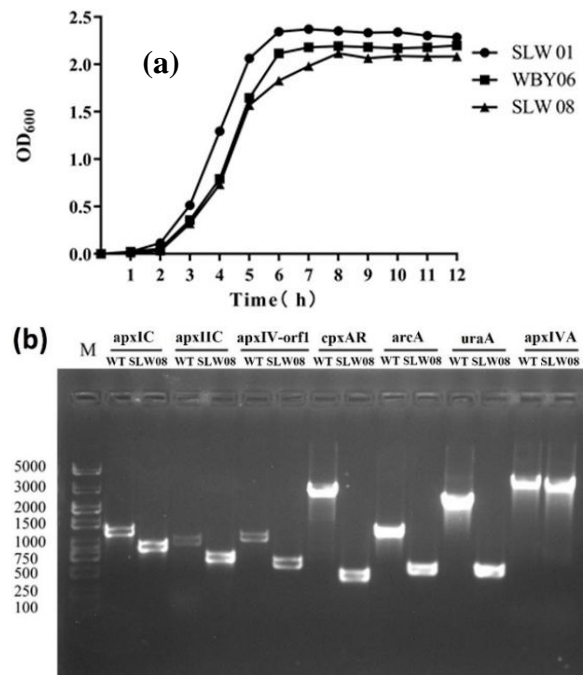 2.5
(a)
SLW 01
2.0
WBY06
1.5
SLW 08
OD600
1.0
0.5
0.0
1 2 3 4 5 6 7 8 9 10 11 12
Time( h)
(b)
apxIC apxIIC apxIV-orf1 cpxAR arcA uraA apxIVA
M WT SLW08 WT SLW08 WT SLW08 WT SLW08 WT SLW08 WT SLW08 WT SLW08
5000
3000
2000
1500
1000
750
500
250
100